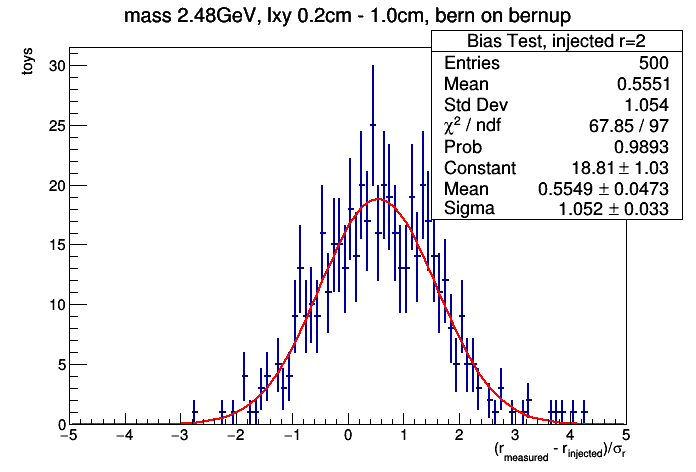 mass 2.48GeV, lxy 0.2cm - 1.0cm, bern on bernup
toys
Bias Test, injected r=2
Entries 500
Mean 0.5551
Std Dev 1.054
χ² / ndf 67.85 / 97
Prob 0.9893
Constant 18.81 ± 1.03
Mean 0.5549 ± 0.0473
Sigma 1.052 ± 0.033
30
25
20
15
10
5
0
−5 −4 −3 −2 −1 0 1 2 3 4 5
(r_measured - r_injected)/σ_r